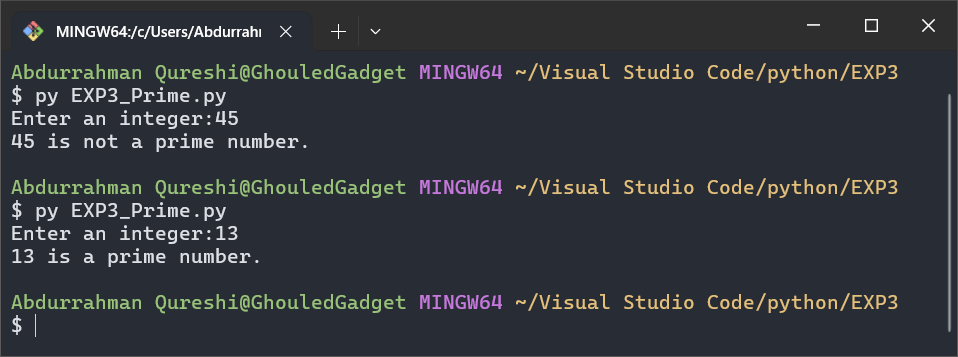 MINGW64:/c/Users/Abdurrahn
Abdurrahman Qureshi@GhouledGadget MINGW64 ~/Visual Studio Code/python/EXP3
$ py EXP3_Prime.py
Enter an integer:45
45 is not a prime number.
Abdurrahman Qureshi@GhouledGadget MINGW64 ~/Visual Studio Code/python/EXP3
$ py EXP3_Prime.py
Enter an integer:13
13 is a prime number.
Abdurrahman Qureshi@GhouledGadget MINGW64 ~/Visual Studio Code/python/EXP3
$